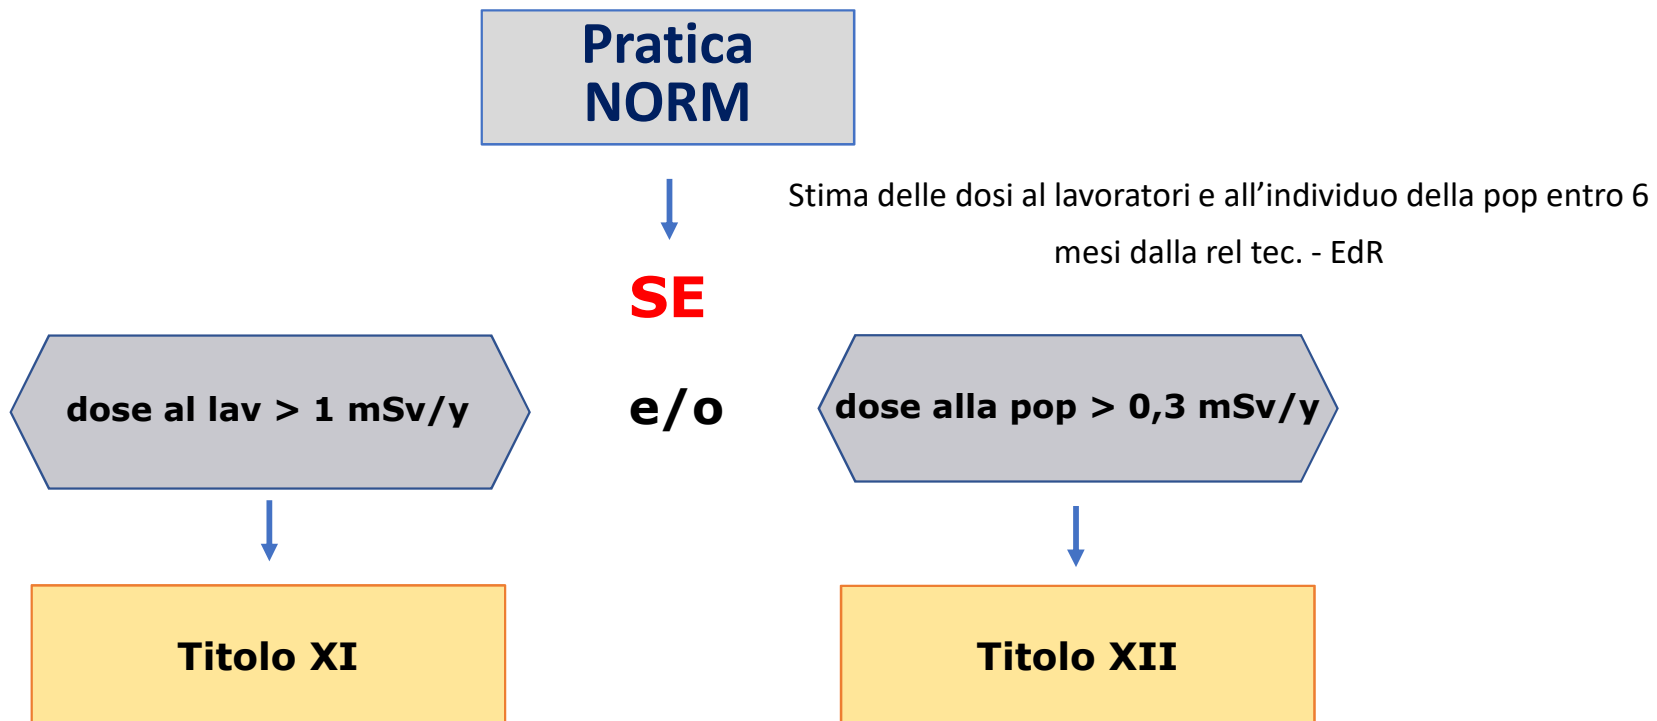 Pratica
NORM
Stima delle dosi al lavoratori e all’individuo della pop entro 6
mesi dalla rel tec. - EdR
SE
dose al lav > 1 mSv/y
e/o
dose alla pop > 0,3 mSv/y
Titolo XI
Titolo XII